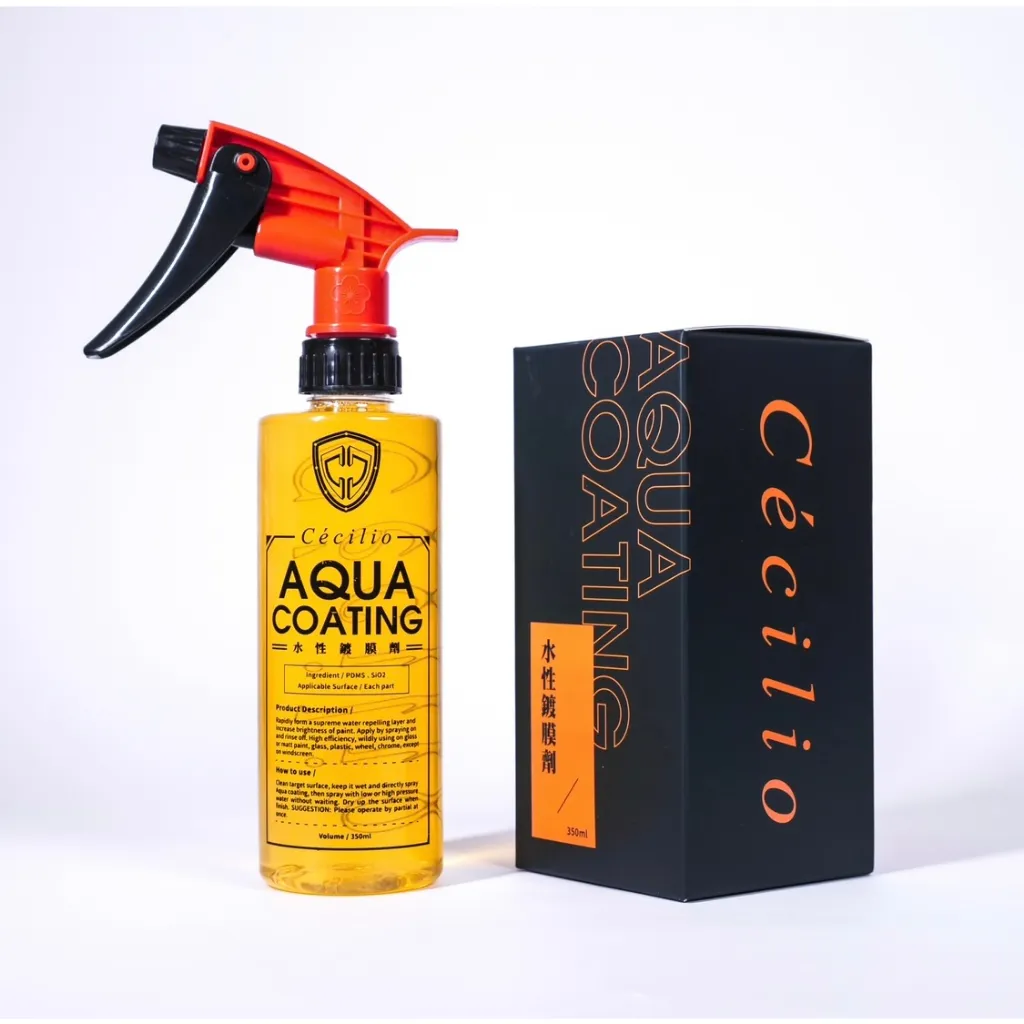 Cécilio
AQUA
COATING
水性鍍膜劑
Ingredient / PDMS . SiO2
Applicable Surface / Each part
Product Description /
Rapidly form a supreme water repelling layer and
increase brightness of paint. Apply by spraying on
and rinse off. High efficiency, wildly using on gloss
or matt paint, glass, plastic, wheel, chrome, except
on windscreen.
How to use /
Clean target surface, keep it wet and directly spray
Aqua coating, then spray with low or high pressure
water without waiting. Dry up the surface when
finish. SUGGESTION: Please operate by partial at
once.
Volume / 350ml
AQUA
COATING
水性鍍膜劑
350ml
Cécilio